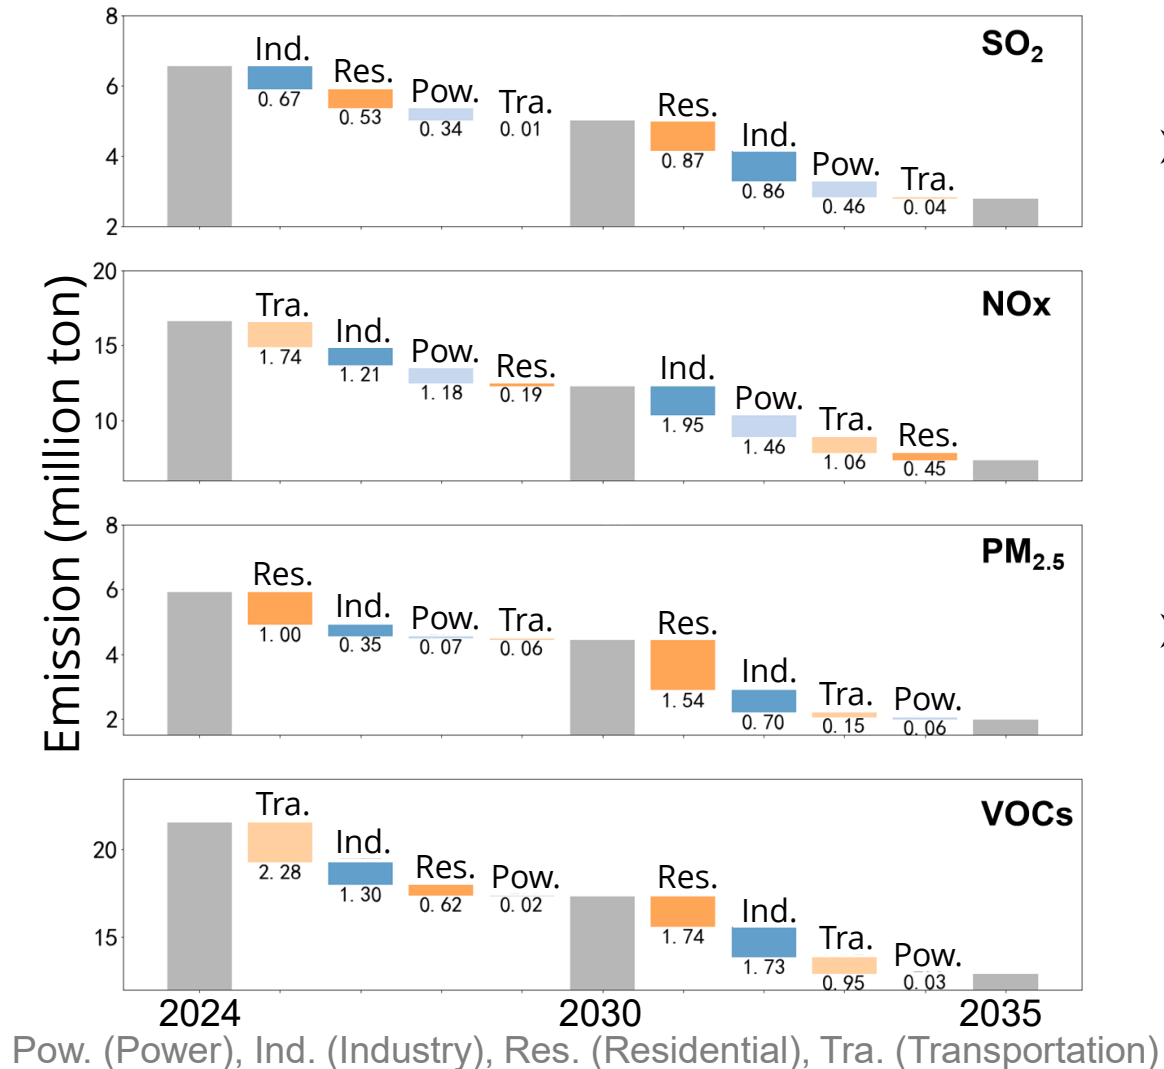 8
SO2
Ind.
Res.
Pow.
Tra.
Res.
Ind.
Pow.
Tra.
6
4
2
0.67
0.53
0.34
0.01
0.87
0.86
0.46
0.04
Emission (million ton)
20
NOx
Tra.
Ind.
Pow.
Res.
Ind.
Pow.
Tra.
Res.
15
10
1.74
1.21
1.18
0.19
1.95
1.46
1.06
0.45
8
PM2.5
Res.
Ind.
Pow.
Tra.
Res.
Ind.
Tra.
Pow.
6
4
2
1.00
0.35
0.07
0.06
1.54
0.70
0.15
0.06
VOCs
Tra.
Ind.
Res.
Pow.
Res.
Ind.
Tra.
Pow.
20
15
2.28
1.30
0.62
0.02
1.74
1.73
0.95
0.03
2024
2030
2035
Pow. (Power), Ind. (Industry), Res. (Residential), Tra. (Transportation)